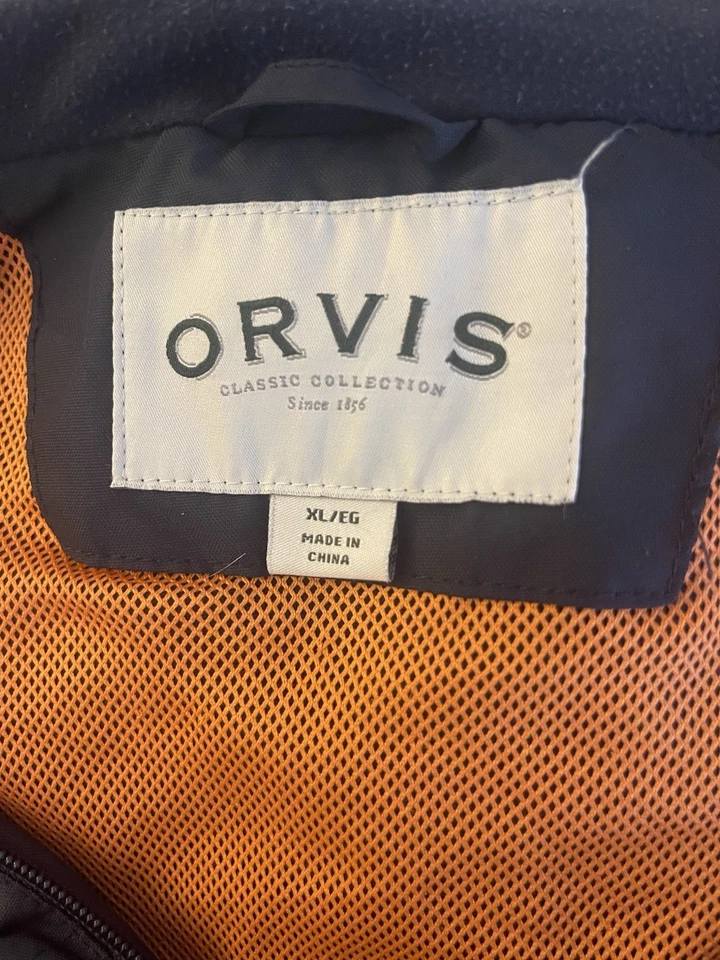 ORVIS®
CLASSIC COLLECTION
Since 1856
XL/EG
MADE IN
CHINA